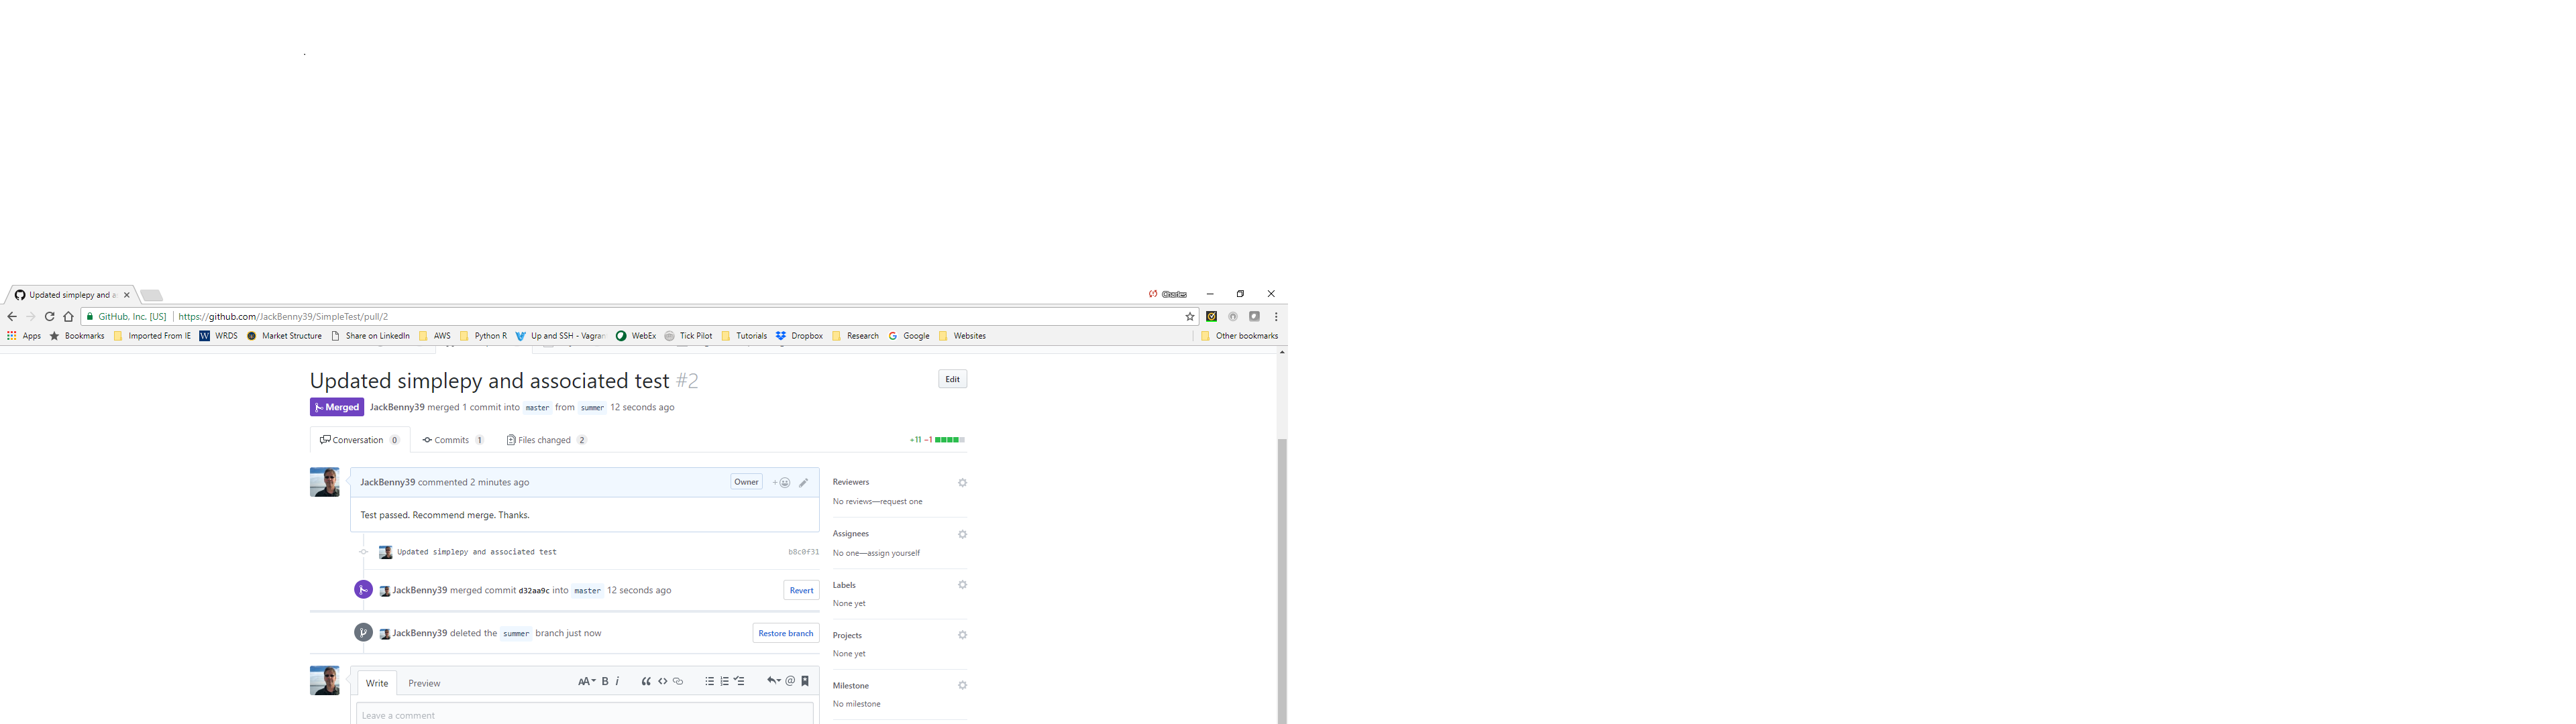 Updated simplepy and a
Charles
GitHub, Inc. [US] | https://github.com/JackBenny39/SimpleTest/pull/2
Apps Bookmarks Imported From IE WRDS Market Structure Share on LinkedIn AWS Python R Up and SSH - Vagran WebEx Tick Pilot Tutorials Dropbox Research Google Websites Other bookmarks
Updated simplepy and associated test #2
Edit
Merged JackBenny39 merged 1 commit into master from summer 12 seconds ago
Conversation 0 Commits 1 Files changed 2 +11 −1
JackBenny39 commented 2 minutes ago Owner
Test passed. Recommend merge. Thanks.
Updated simplepy and associated test b8c0f31
JackBenny39 merged commit d32aa9c into master 12 seconds ago Revert
JackBenny39 deleted the summer branch just now Restore branch
Write Preview AA B i
Leave a comment
Reviewers
No reviews—request one
Assignees
No one—assign yourself
Labels
None yet
Projects
None yet
Milestone
No milestone